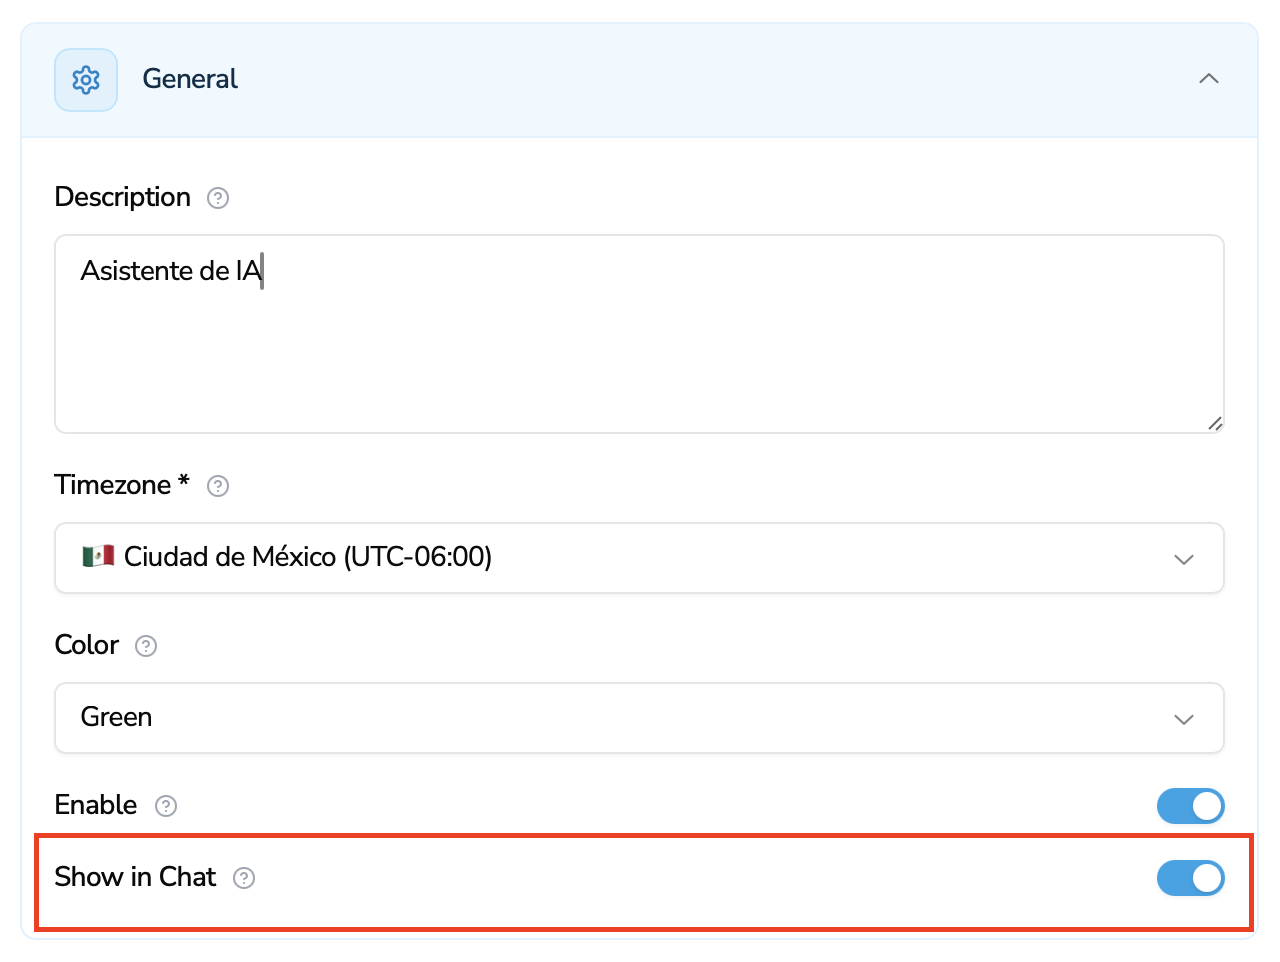 General
Description
Asistente de IA
Timezone *
Ciudad de México (UTC-06:00)
Color
Green
Enable
Show in Chat